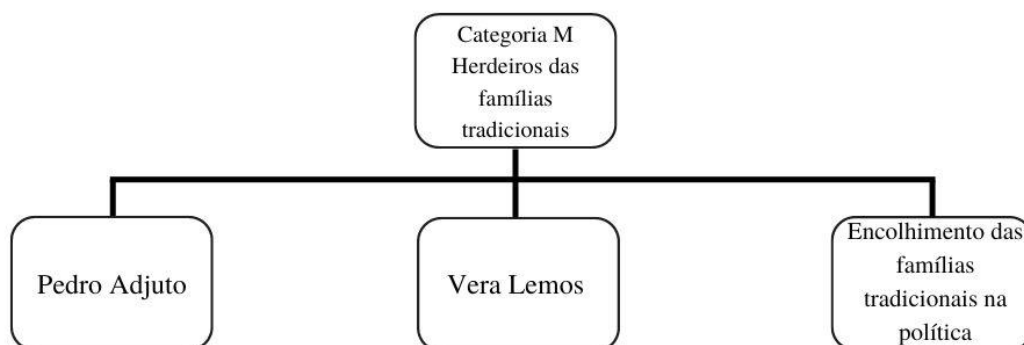 Categoria M
Herdeiros das
famílias
tradicionais
Pedro Adjuto
Vera Lemos
Encolhimento das
famílias
tradicionais na
política